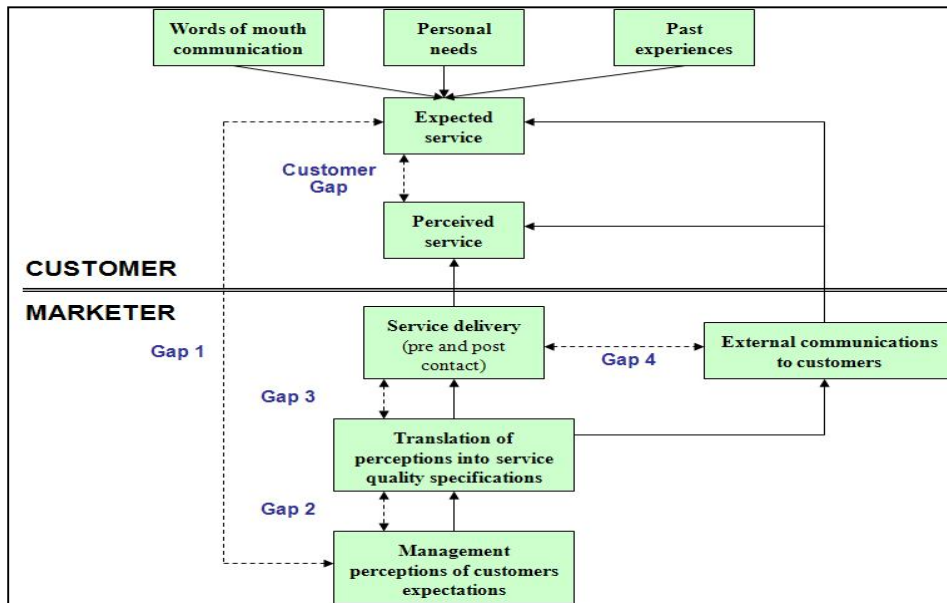 Words of mouth
communication
Personal
needs
Past
experiences
Expected
service
Customer
Gap
Perceived
service
CUSTOMER
MARKETER
Service delivery
(pre and post
contact)
Gap 1
Gap 4
External communications
to customers
Gap 3
Translation of
perceptions into service
quality specifications
Gap 2
Management
perceptions of customers
expectations